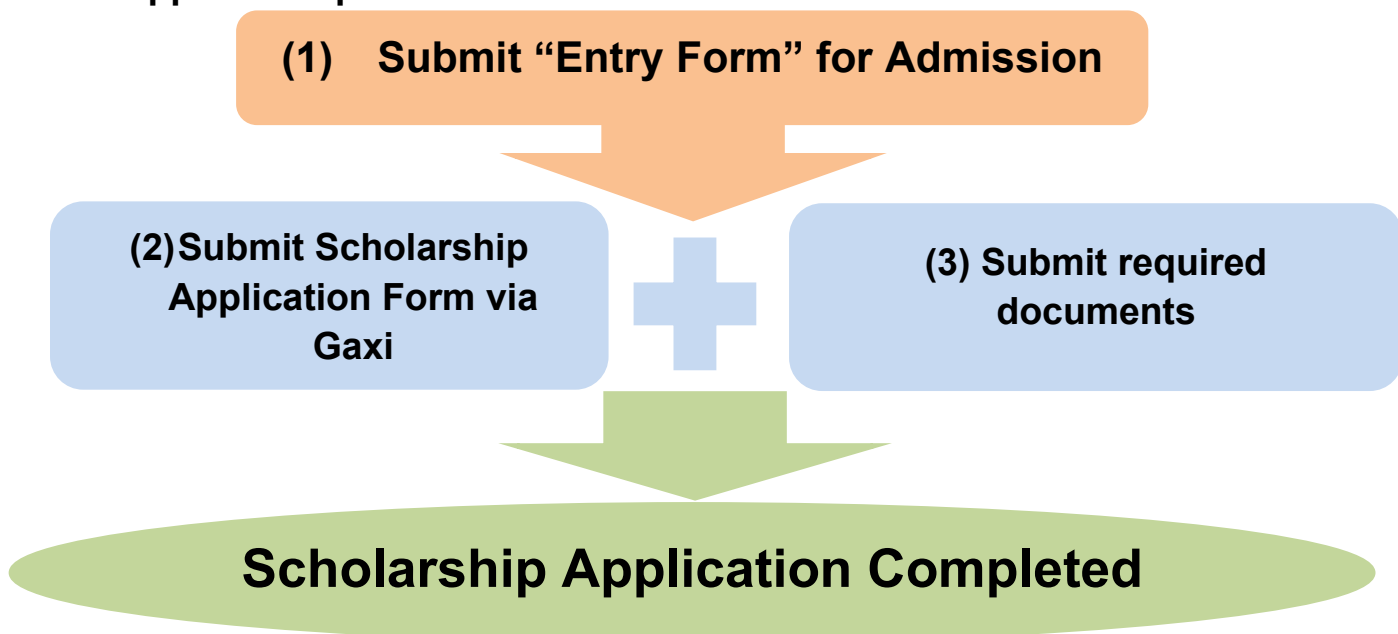 (1) Submit “Entry Form” for Admission
(2)Submit Scholarship
Application Form via
Gaxi
(3) Submit required
documents
Scholarship Application Completed